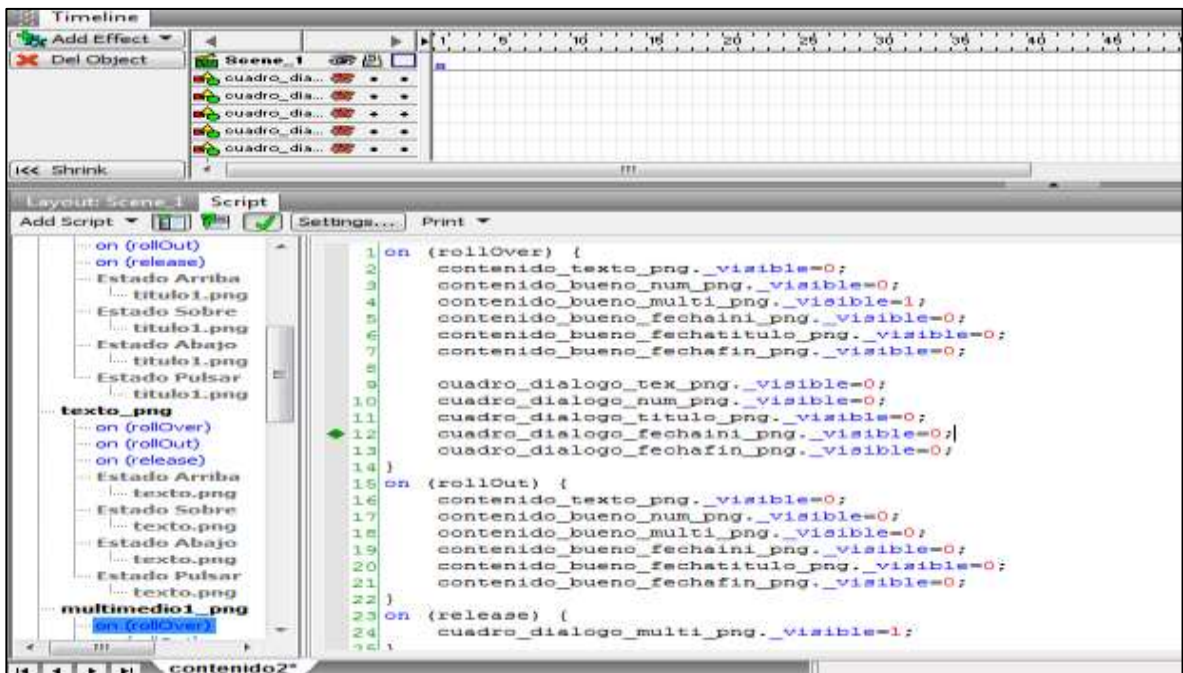 Timeline
Add Effect
Del Object
Shrink
1 5 10 15 20 25 30 35 40 45
Scene_1
cuadro_dia...
cuadro_dia...
cuadro_dia...
cuadro_dia...
cuadro_dia...
Layout: Scene_1 Script
Add Script Settings... Print
on (rollOut)
on (release)
Estado Arriba
titulo1.png
Estado Sobre
titulo1.png
Estado Abajo
titulo1.png
Estado Pulsar
titulo1.png
texto_png
on (rollOver)
on (rollOut)
on (release)
Estado Arriba
texto.png
Estado Sobre
texto.png
Estado Abajo
texto.png
Estado Pulsar
texto.png
multimedio1_png
on (rollOver)
1 on (rollOver) {
2 contenido_texto_png._visible=0;
3 contenido_bueno_num_png._visible=0;
4 contenido_bueno_multi_png._visible=1;
5 contenido_bueno_fechaini_png._visible=0;
6 contenido_bueno_fechatitulo_png._visible=0;
7 contenido_bueno_fechafin_png._visible=0;
8
9 cuadro_dialogo_tex_png._visible=0;
10 cuadro_dialogo_num_png._visible=0;
11 cuadro_dialogo_titulo_png._visible=0;
12 cuadro_dialogo_fechaini_png._visible=0;
13 cuadro_dialogo_fechafin_png._visible=0;
14 }
15 on (rollOut) {
16 contenido_texto_png._visible=0;
17 contenido_bueno_num_png._visible=0;
18 contenido_bueno_multi_png._visible=0;
19 contenido_bueno_fechaini_png._visible=0;
20 contenido_bueno_fechatitulo_png._visible=0;
21 contenido_bueno_fechafin_png._visible=0;
22 }
23 on (release) {
24 cuadro_dialogo_multi_png._visible=1;
25 }
contenido2*